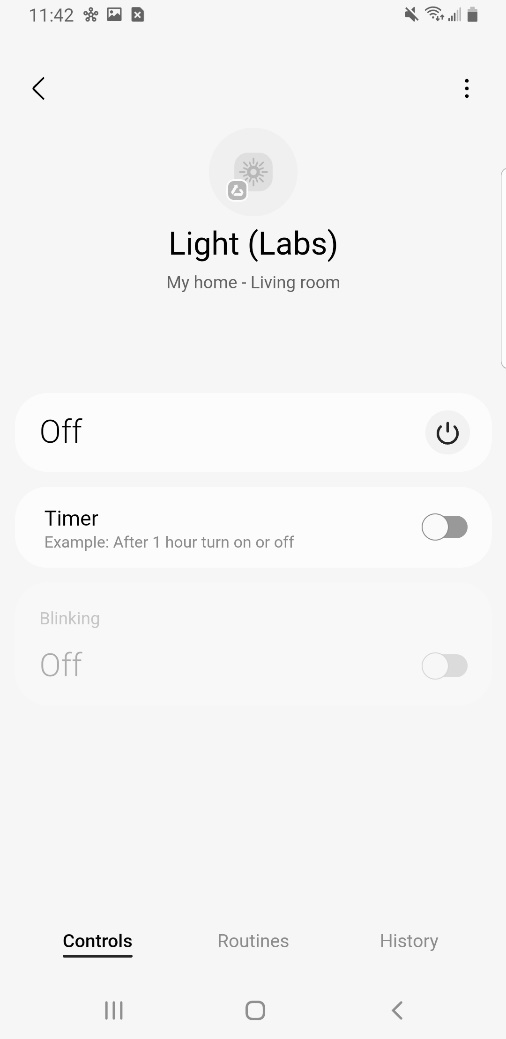 11:42
Light (Labs)
My home - Living room
Off
Timer
Example: After 1 hour turn on or off
Blinking
Off
Controls
Routines
History